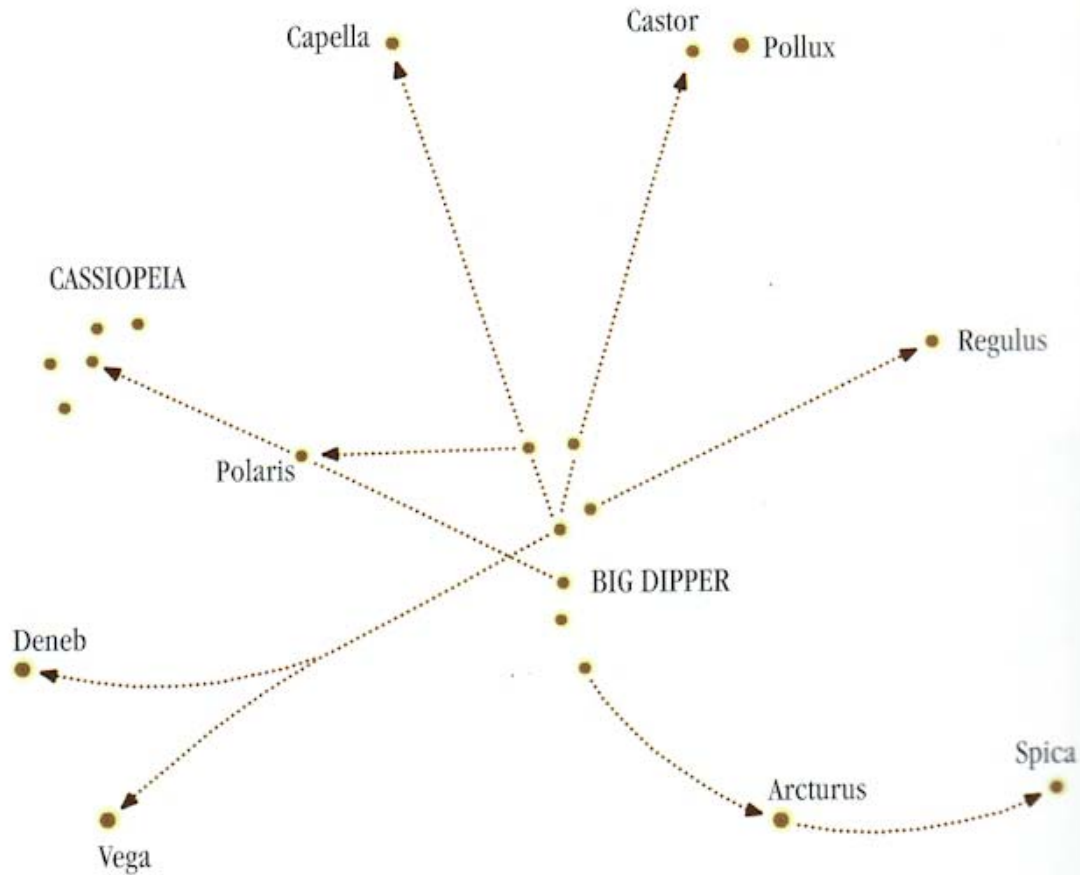 Capella
Castor
Pollux
CASSIOPEIA
Regulus
Polaris
BIG DIPPER
Deneb
Spica
Arcturus
Vega